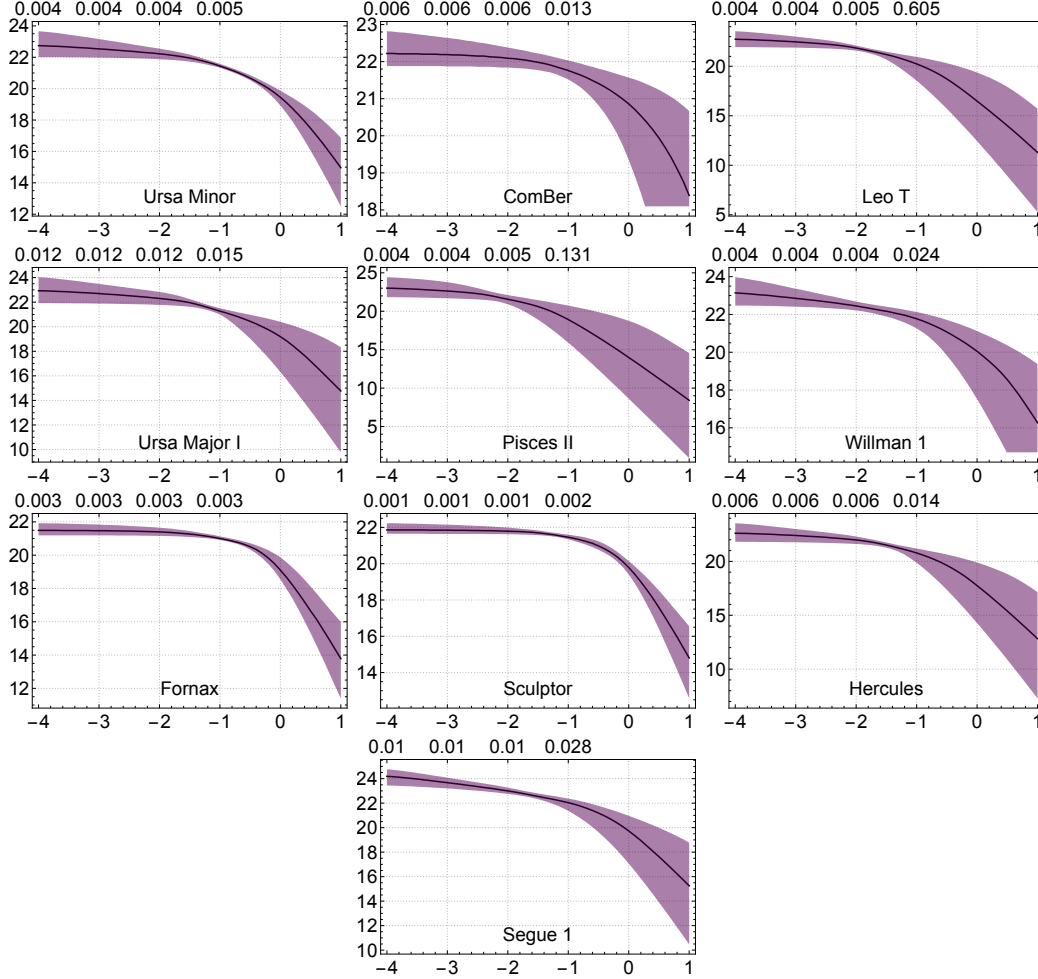 0.004 0.004 0.004 0.005
24
22
20
18
16
14
12
Ursa Minor
−4 −3 −2 −1 0 1
0.006 0.006 0.006 0.013
23
22
21
20
19
18
ComBer
−4 −3 −2 −1 0 1
0.004 0.004 0.005 0.605
20
15
10
5
Leo T
−4 −3 −2 −1 0 1
0.012 0.012 0.012 0.015
24
22
20
18
16
14
12
10
Ursa Major I
−4 −3 −2 −1 0 1
0.004 0.004 0.005 0.131
25
20
15
10
5
Pisces II
−4 −3 −2 −1 0 1
0.004 0.004 0.004 0.024
24
22
20
18
16
14
Willman 1
−4 −3 −2 −1 0 1
0.003 0.003 0.003 0.003
22
20
18
16
14
12
Fornax
−4 −3 −2 −1 0 1
0.001 0.001 0.001 0.002
22
20
18
16
14
Sculptor
−4 −3 −2 −1 0 1
0.006 0.006 0.006 0.014
20
15
10
Hercules
−4 −3 −2 −1 0 1
0.01 0.01 0.01 0.028
24
22
20
18
16
14
12
10
Segue 1
−4 −3 −2 −1 0 1